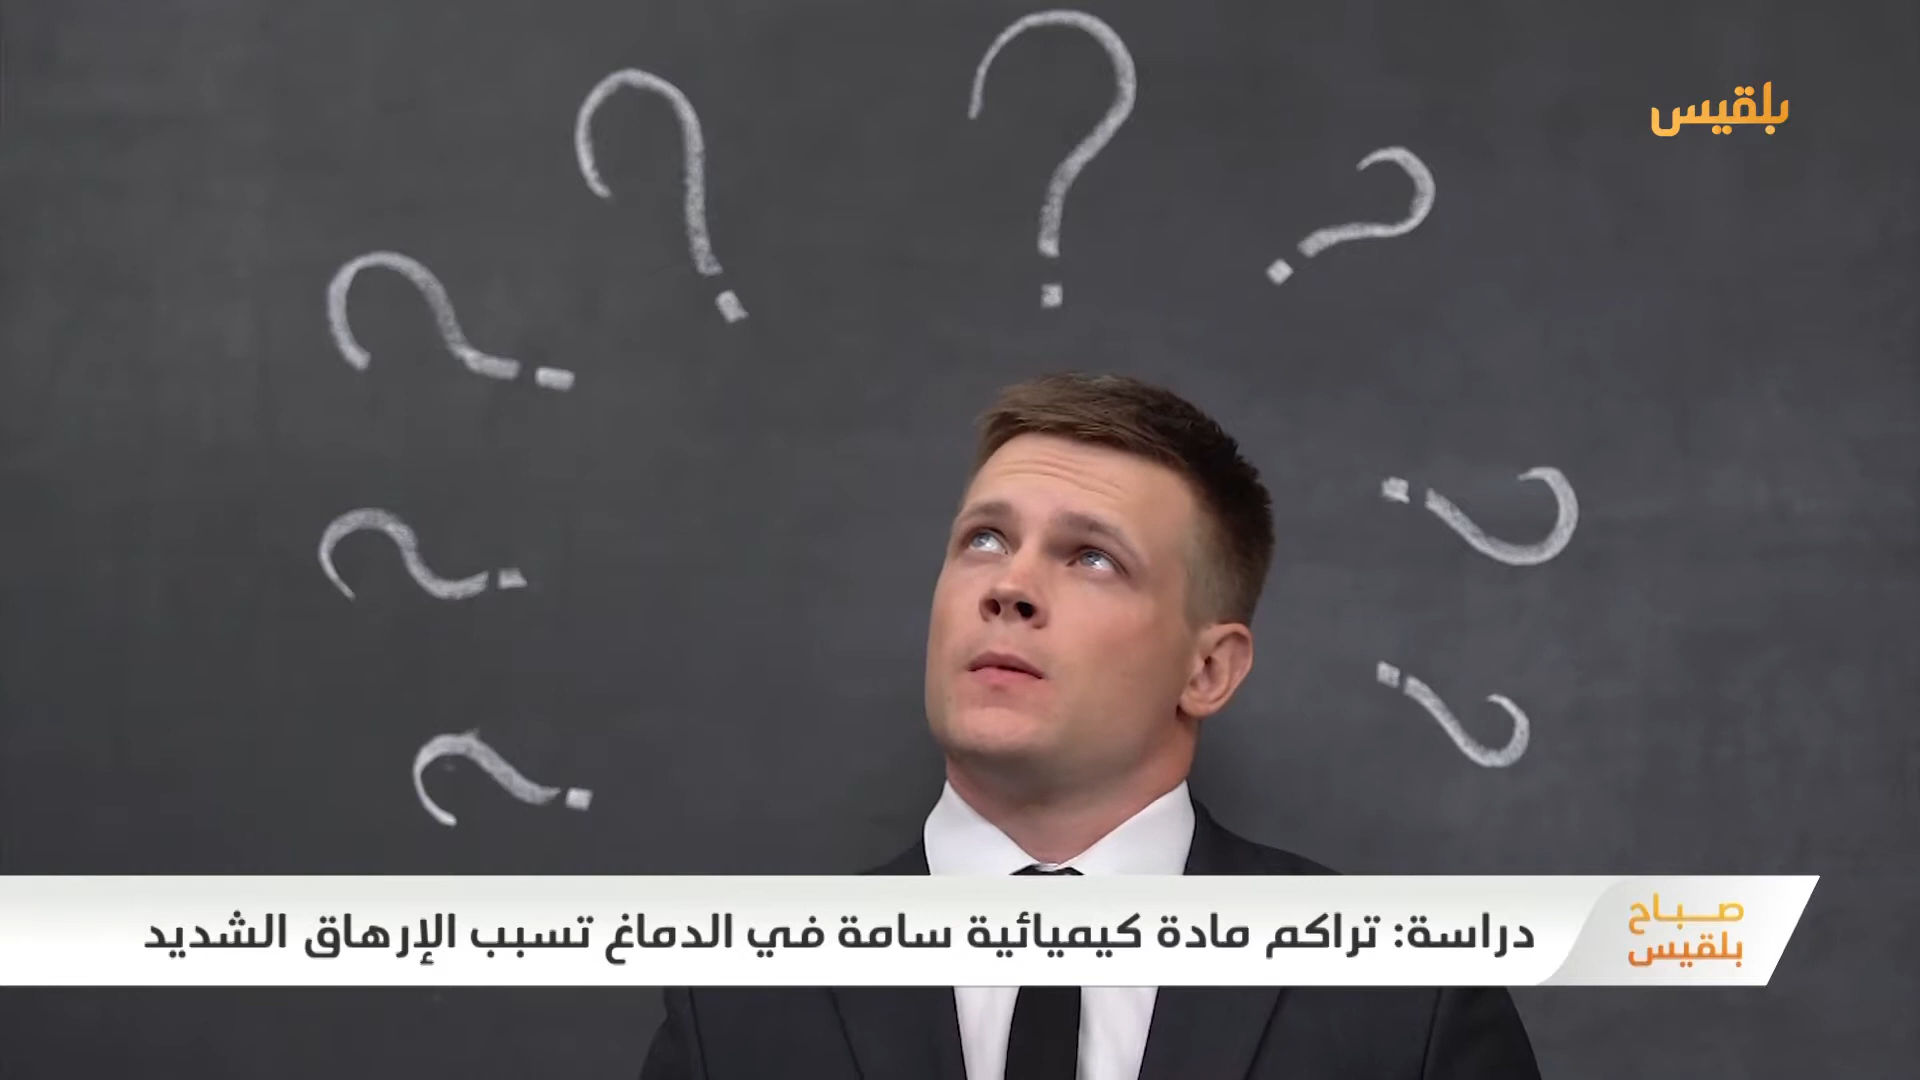 بلقيس
?
?
?
?
?
?
?
?
صباح
بلقيس
دراسة: تراكم مادة كيميائية سامة في الدماغ تسبب الإرهاق الشديد